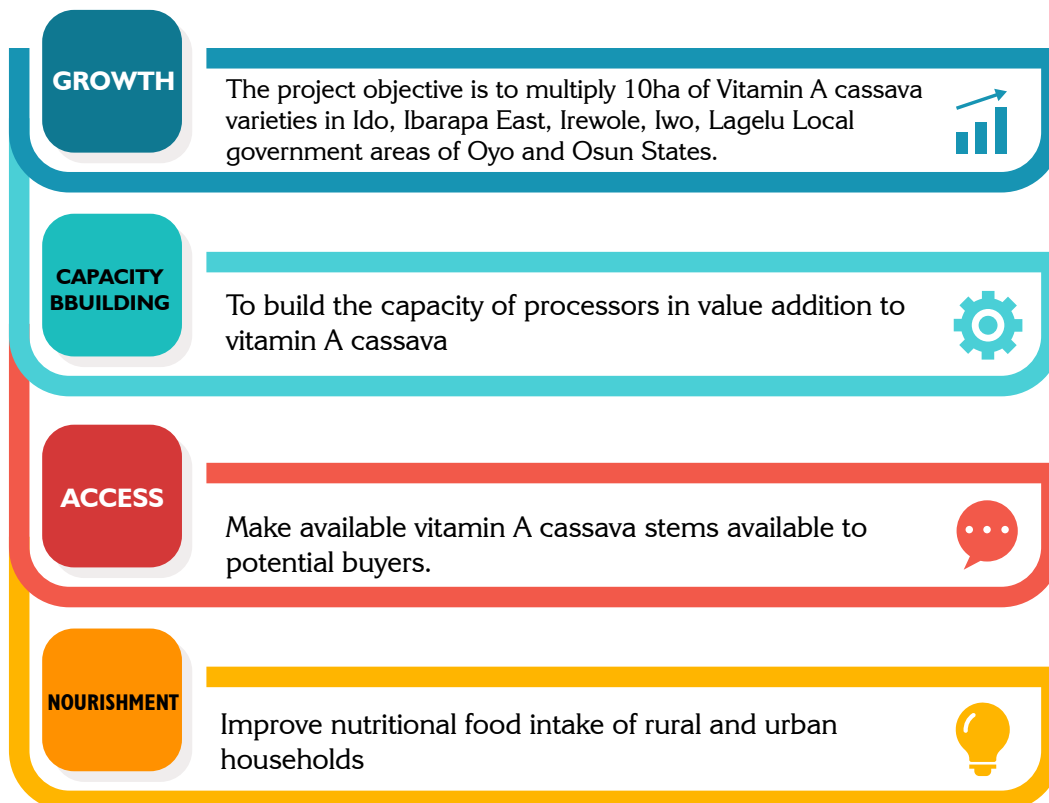 GROWTH
The project objective is to multiply 10ha of Vitamin A cassava
varieties in Ido, Ibarapa East, Irewole, Iwo, Lagelu Local
government areas of Oyo and Osun States.
CAPACITY
BBUILDING
To build the capacity of processors in value addition to
vitamin A cassava
ACCESS
Make available vitamin A cassava stems available to
potential buyers.
NOURISHMENT
Improve nutritional food intake of rural and urban
households